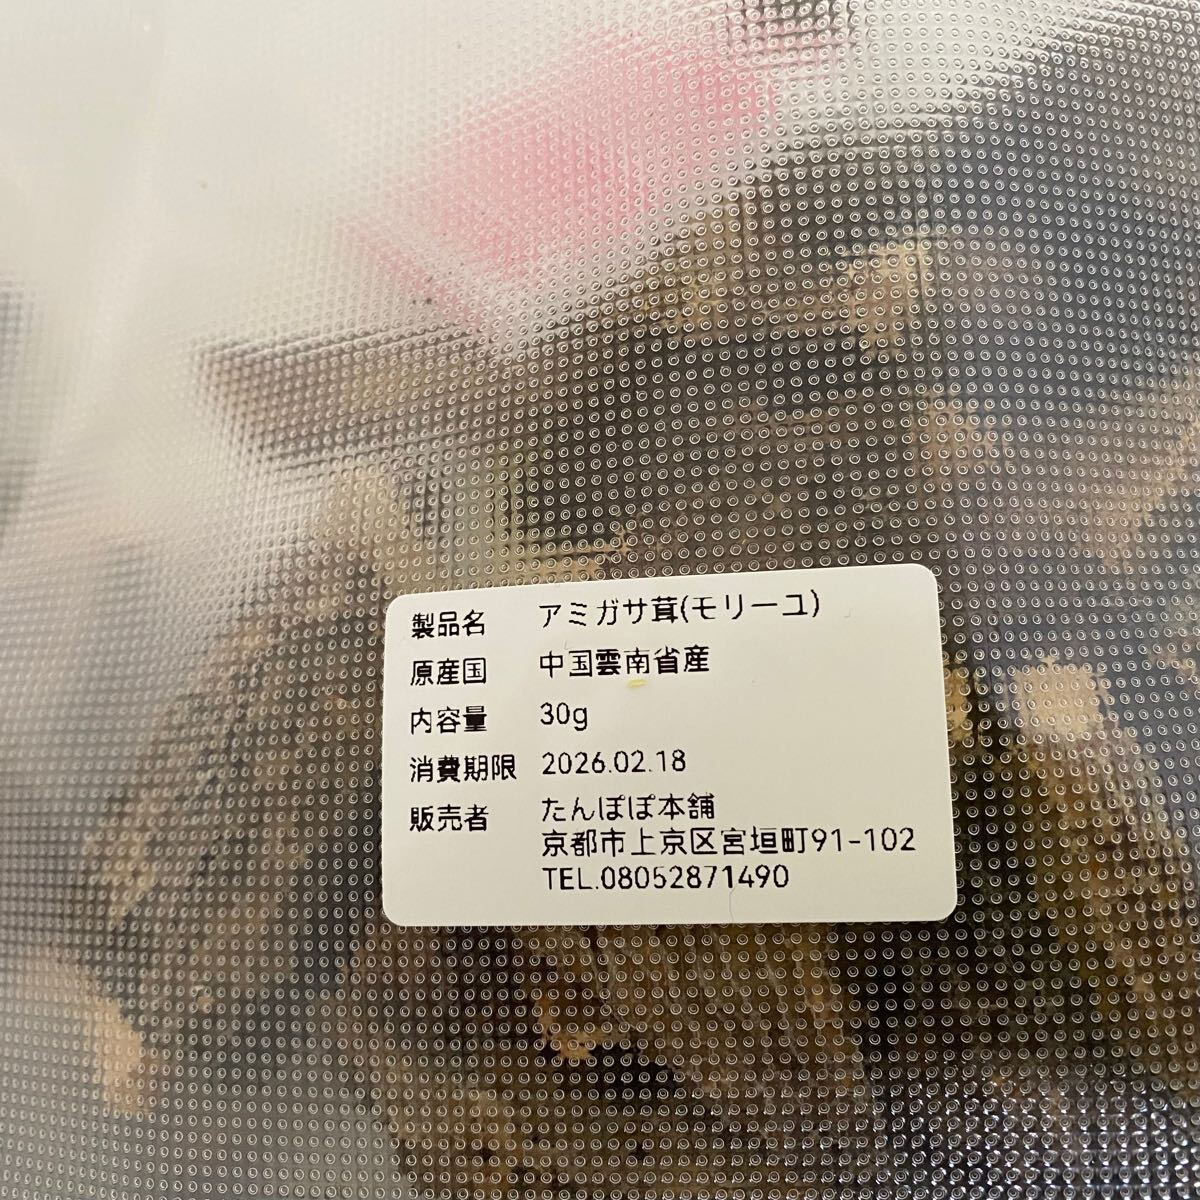 製品名 アミガサ茸(モリーユ)
原産国 中国雲南省産
内容量 30g
消費期限 2026.02.18
販売者 たんぽぽ本舗
京都市上京区宮垣町91-102
TEL.08052871490